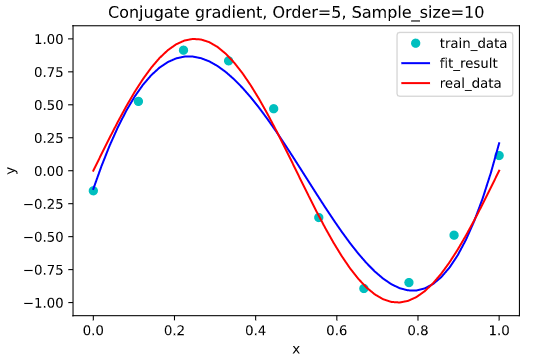 Conjugate gradient, Order=5, Sample_size=10
train_data
fit_result
real_data
1.00
0.75
0.50
0.25
0.00
−0.25
−0.50
−0.75
−1.00
y
0.0 0.2 0.4 0.6 0.8 1.0
x